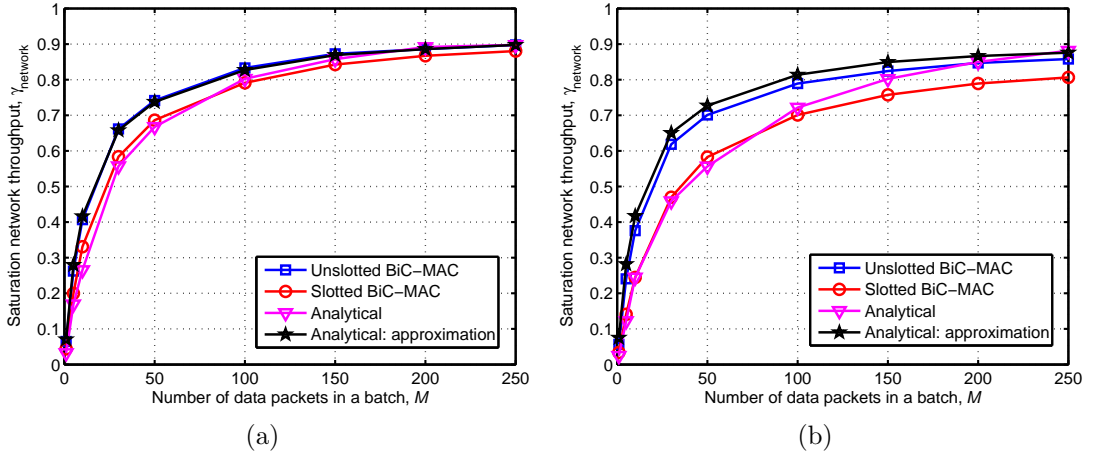 1
0.9
0.8
0.7
0.6
0.5
0.4
0.3
0.2
0.1
0
0
50
100
150
200
250
Saturation network throughput, γnetwork
Number of data packets in a batch, M
Unslotted BiC−MAC
Slotted BiC−MAC
Analytical
Analytical: approximation
(a)
1
0.9
0.8
0.7
0.6
0.5
0.4
0.3
0.2
0.1
0
0
50
100
150
200
250
Saturation network throughput, γnetwork
Number of data packets in a batch, M
Unslotted BiC−MAC
Slotted BiC−MAC
Analytical
Analytical: approximation
(b)